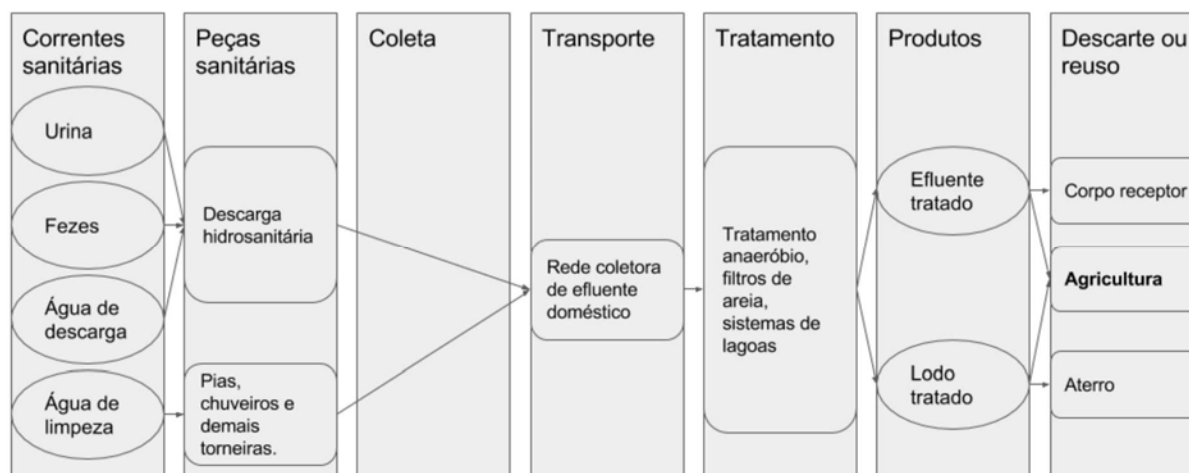 Correntes
sanitárias
Urina
Fezes
Água de
descarga
Água de
limpeza
Peças
sanitárias
Descarga
hidrosanitária
Pias,
chuveiros e
demais
torneiras.
Coleta
Transporte
Rede coletora
de efluente
doméstico
Tratamento
Tratamento
anaeróbio,
filtros de
areia,
sistemas de
lagoas
Produtos
Efluente
tratado
Lodo
tratado
Descarte ou
reuso
Corpo receptor
Agricultura
Aterro